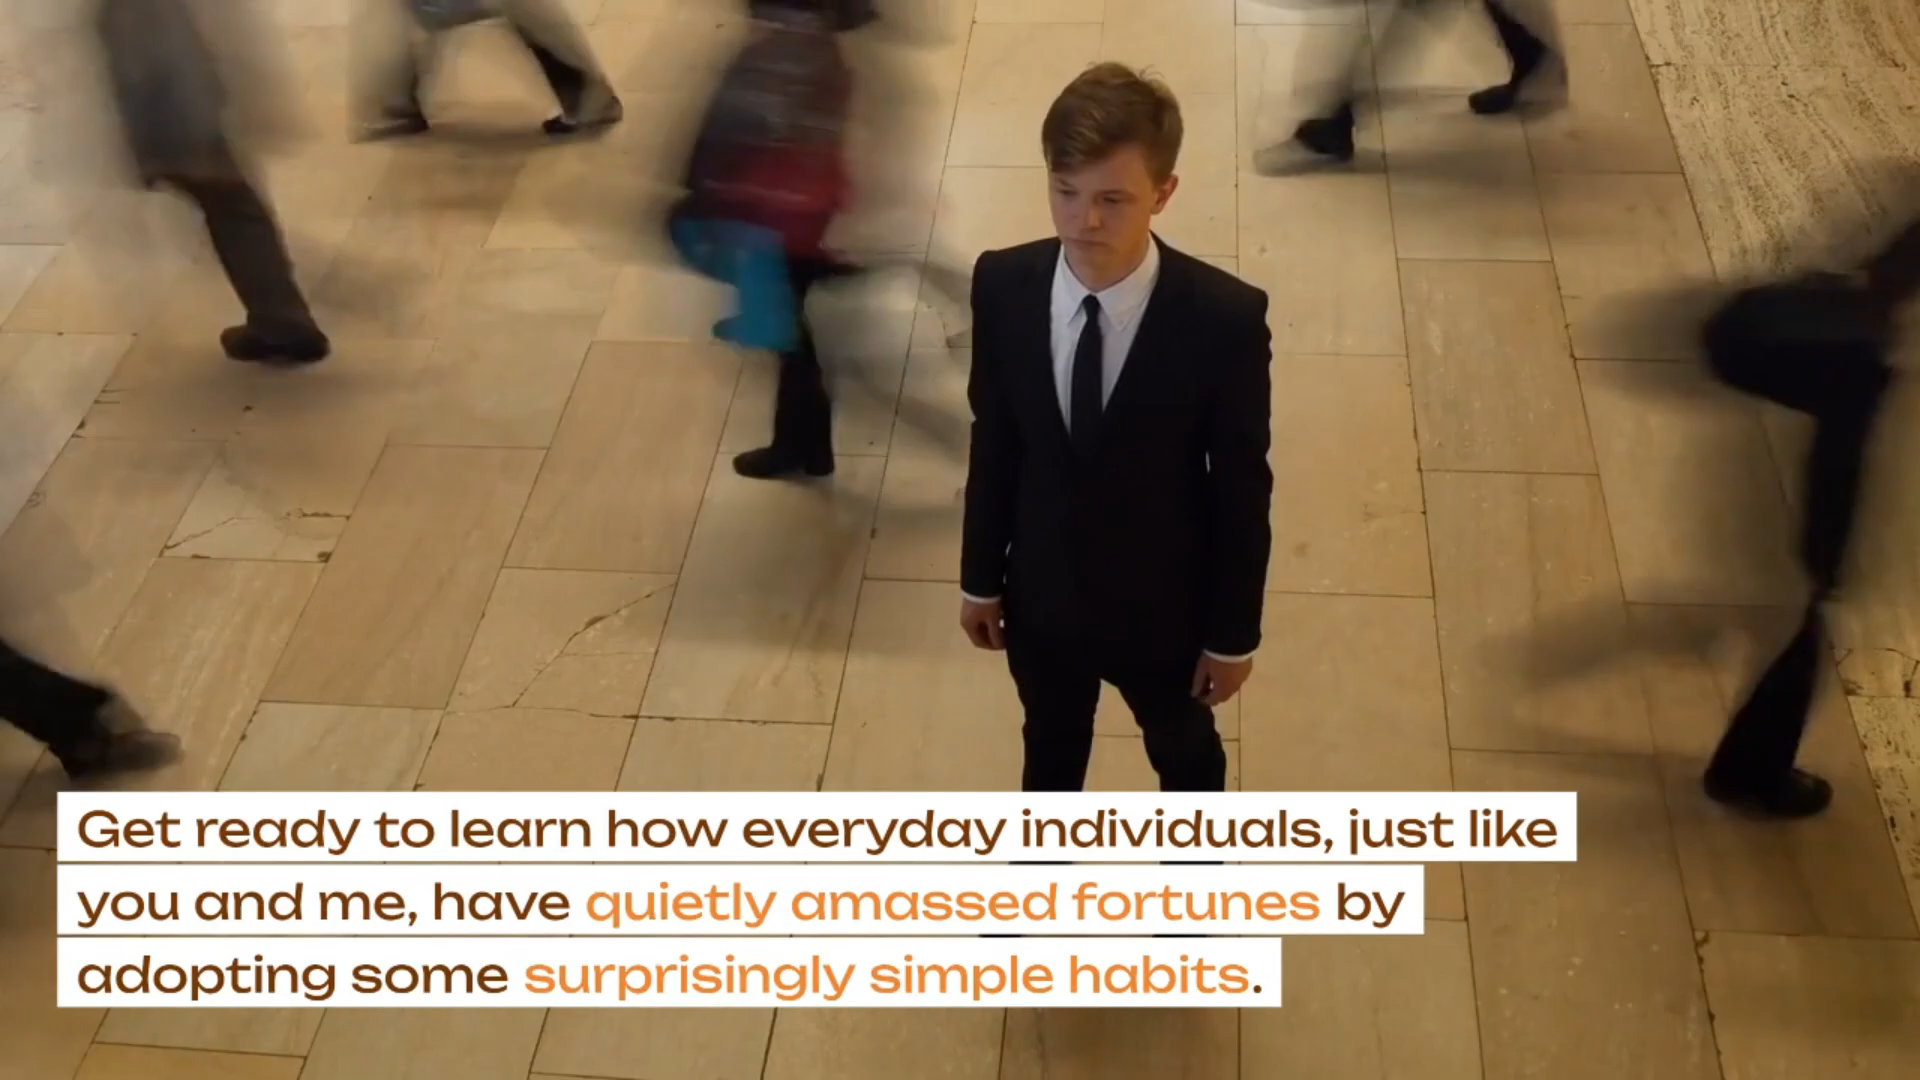 Get ready to learn how everyday individuals, just like
you and me, have quietly amassed fortunes by
adopting some surprisingly simple habits.